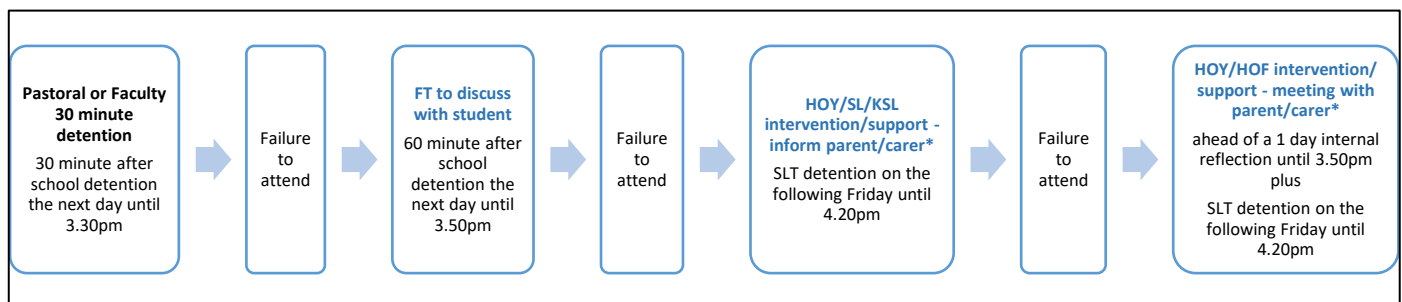 Pastoral or Faculty
30 minute
detention
30 minute after
school detention
the next day until
3.30pm
Failure
to
attend
FT to discuss
with student
60 minute after
school
detention the
next day until
3.50pm
Failure
to
attend
HOY/SL/KSL
intervention/support -
inform parent/carer*
SLT detention on the
following Friday until
4.20pm
Failure
to
attend
HOY/HOF intervention/
support - meeting with
parent/carer*
ahead of a 1 day internal
reflection until 3.50pm
plus
SLT detention on the
following Friday until
4.20pm